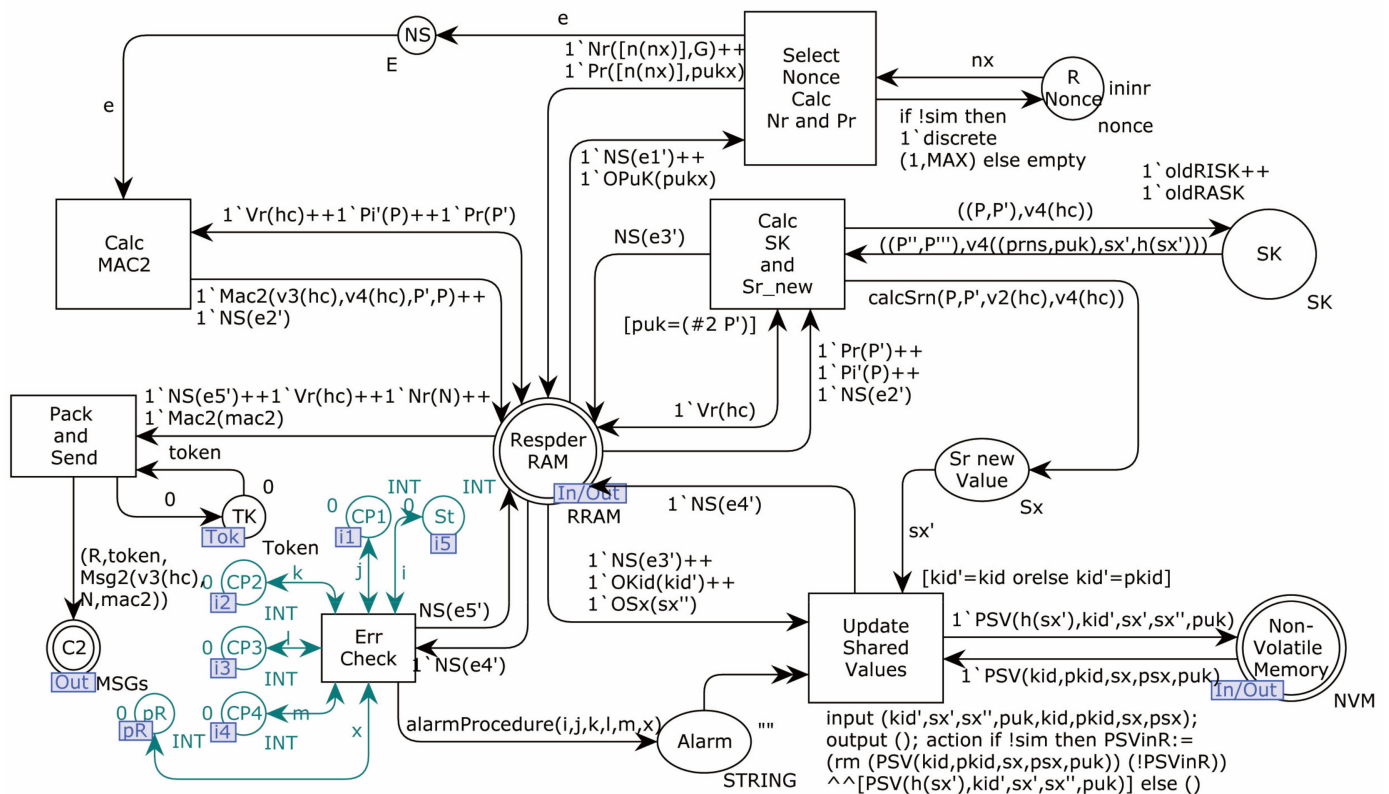 e
NS
E
e
1`Nr([n(nx)],G)++
1`Pr([n(nx)],pukx)
Select
Nonce
Calc
Nr and Pr
nx
R
Nonce
ininr
nonce
if !sim then
1`discrete
(1,MAX) else empty
1`NS(e1')++
1`OPuK(pukx)
1`oldRISK++
1`oldRASK
Calc
MAC2
1`Vr(hc)++1`Pi'(P)++1`Pr(P')
1`Mac2(v3(hc),v4(hc),P',P)++
1`NS(e2')
NS(e3')
Calc
SK
and
Sr_new
((P,P'),v4(hc))
((P'',P'''),v4((prns,puk),sx',h(sx')))
SK
SK
calcSrn(P,P',v2(hc),v4(hc))
[puk=(#2 P')]
1`Pr(P')++
1`Pi'(P)++
1`NS(e2')
1`Vr(hc)
Pack
and
Send
1`NS(e5')++1`Vr(hc)++1`Nr(N)++
1`Mac2(mac2)
token
0
0
TK
Tok
Token
Respder
RAM
In/Out
RRAM
Sr new
Value
Sx
sx'
1`NS(e4')
(R,token,
Msg2(v3(hc),
N,mac2))
C2
Out
MSGs
INT
0
CP1
i1
INT
0
St
i5
j
i
0
CP2
i2
INT
k
0
CP3
i3
INT
l
0
CP4
i4
INT
m
0
pR
pR
INT
x
Err
Check
NS(e5')
1`NS(e4')
alarmProcedure(i,j,k,l,m,x)
Alarm
""
STRING
1`NS(e3')++
1`OKid(kid')++
1`OSx(sx'')
[kid'=kid orelse kid'=pkid]
Update
Shared
Values
1`PSV(h(sx'),kid',sx',sx'',puk)
1`PSV(kid,pkid,sx,psx,puk)
Non-
Volatile
Memory
In/Out
NVM
input (kid',sx',sx'',puk,kid,pkid,sx,psx);
output (); action if !sim then PSVinR:=
(rm (PSV(kid,pkid,sx,psx,puk)) (!PSVinR))
^^[PSV(h(sx'),kid',sx',sx'',puk)] else ()